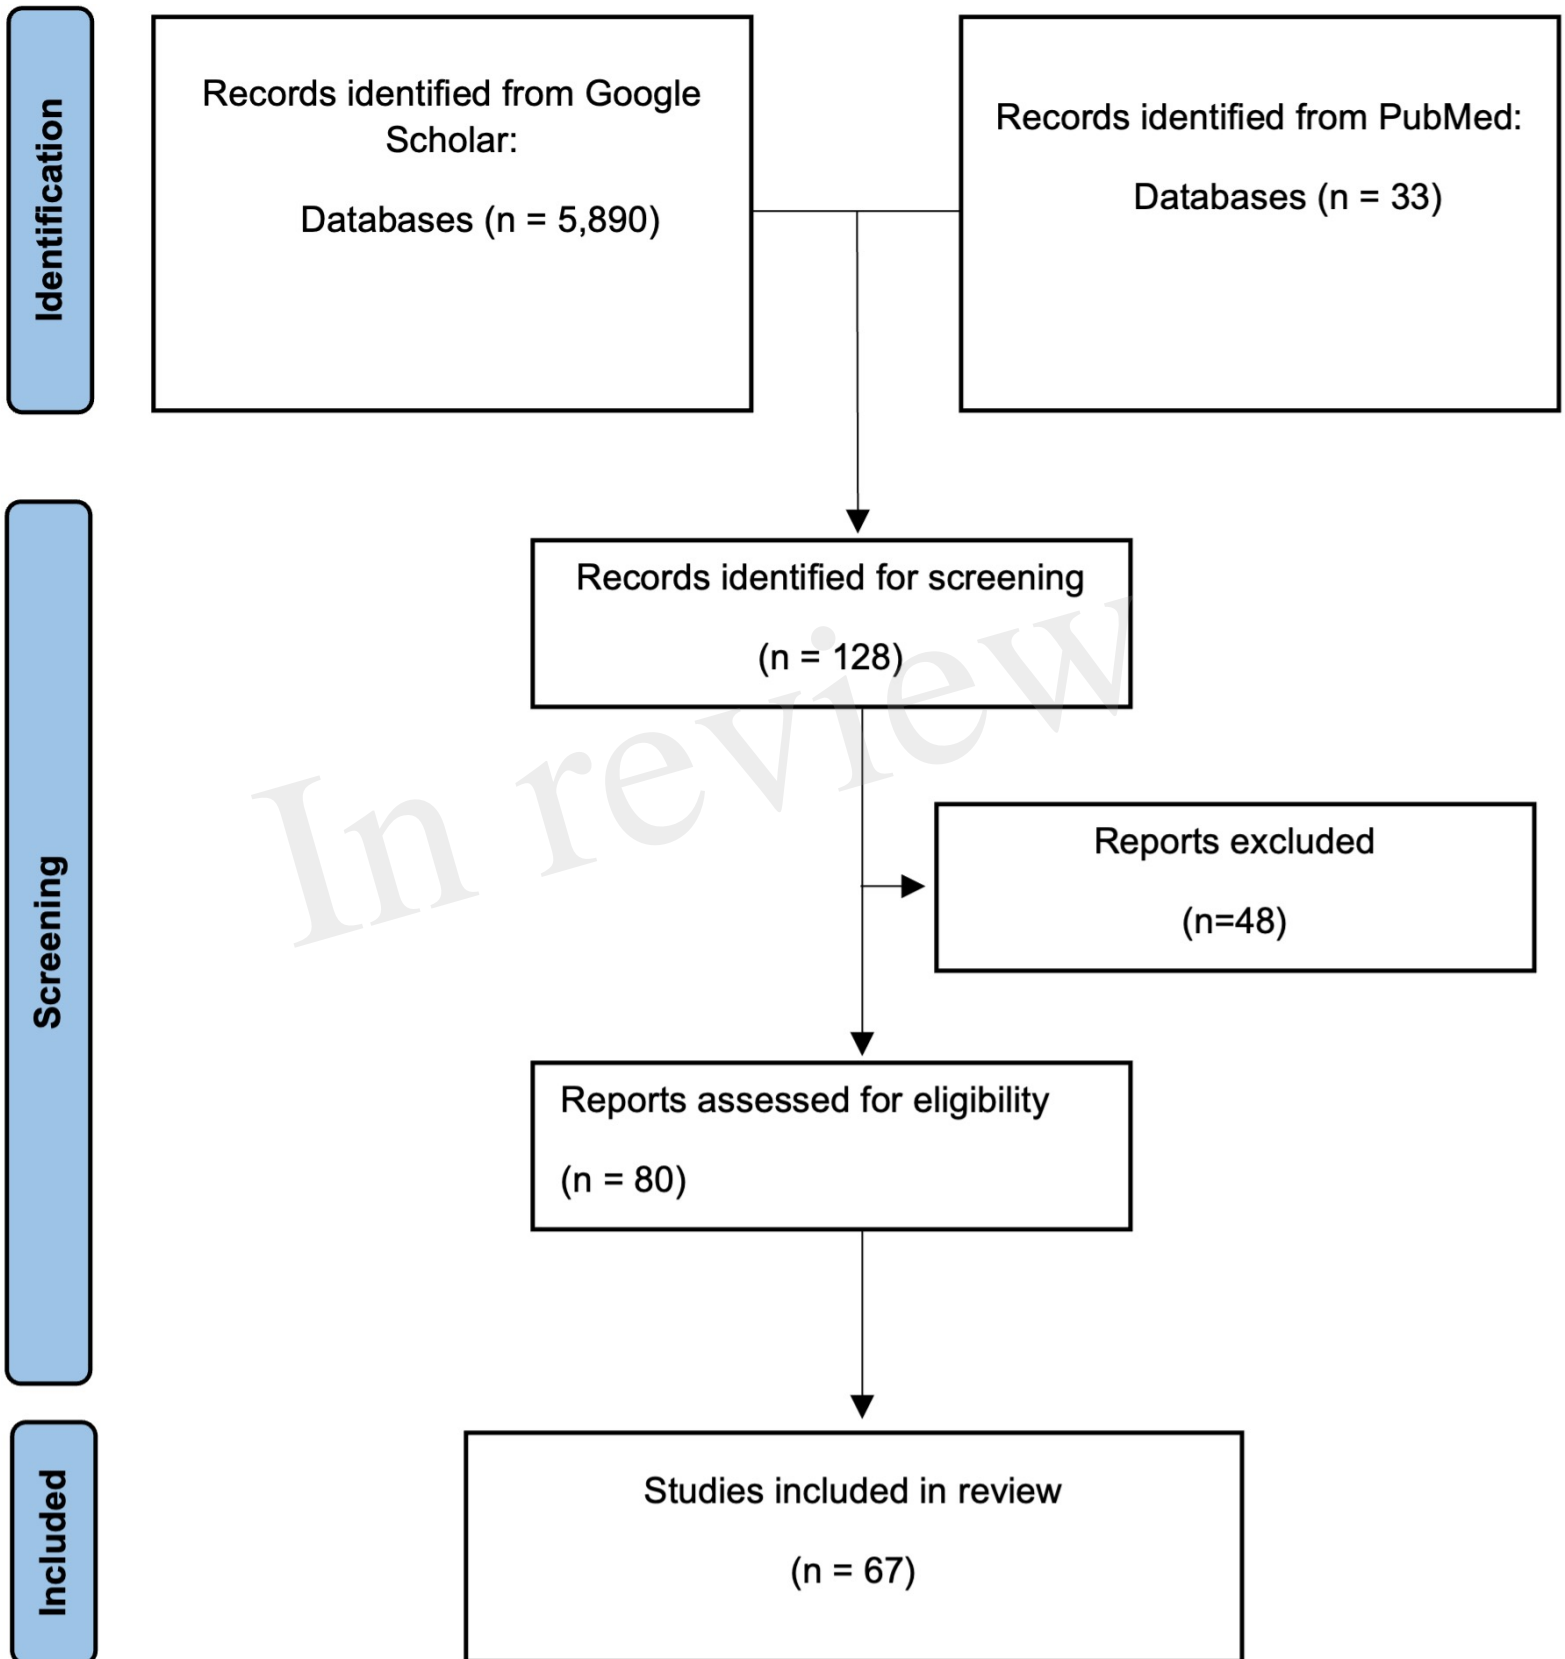 Identification
Records identified from Google
Scholar:
Databases (n = 5,890)
Records identified from PubMed:
Databases (n = 33)
Screening
Records identified for screening
(n = 128)
In review
Reports excluded
(n=48)
Reports assessed for eligibility
(n = 80)
Included
Studies included in review
(n = 67)